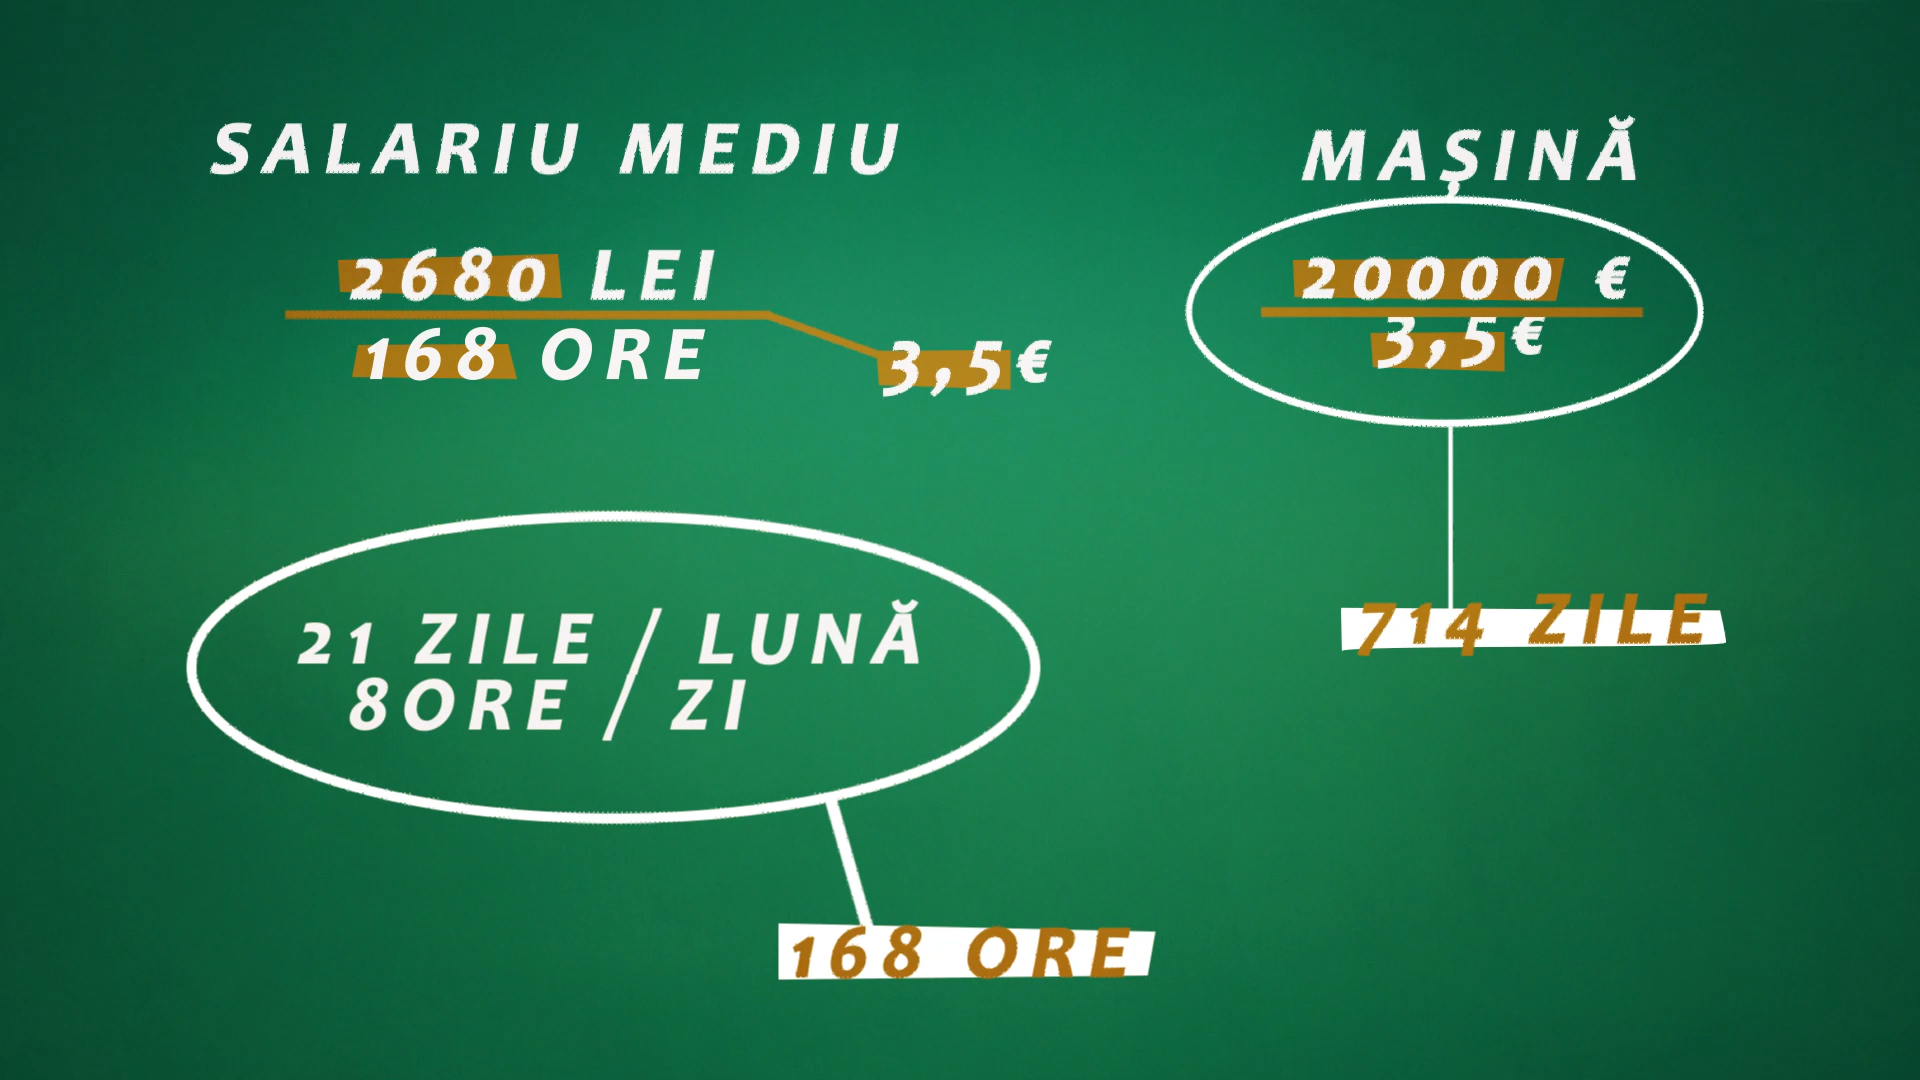 SALARIU MEDIU
2680 LEI
168 ORE
3,5€
MAȘINĂ
20000 €
3,5€
714 ZILE
21 ZILE / LUNĂ
8ORE / ZI
168 ORE